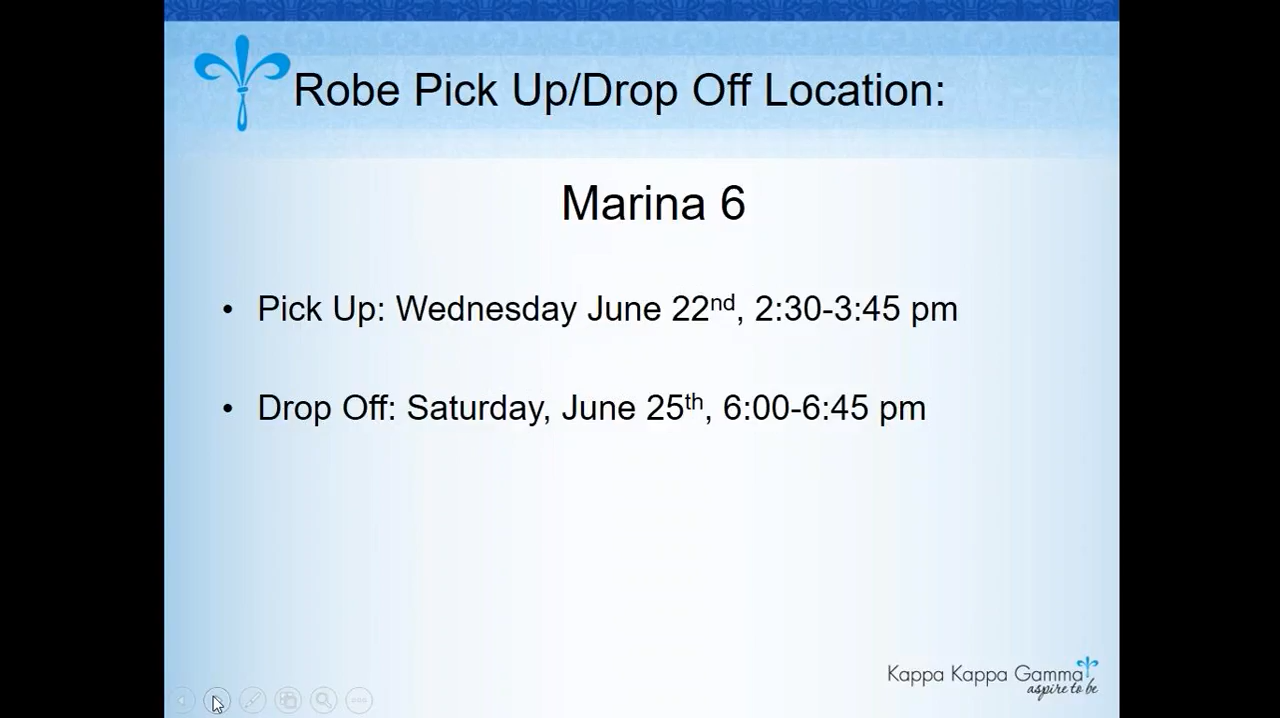 Robe Pick Up/Drop Off Location:
Marina 6
• Pick Up: Wednesday June 22nd, 2:30-3:45 pm
• Drop Off: Saturday, June 25th, 6:00-6:45 pm
Kappa Kappa Gamma
aspire to be